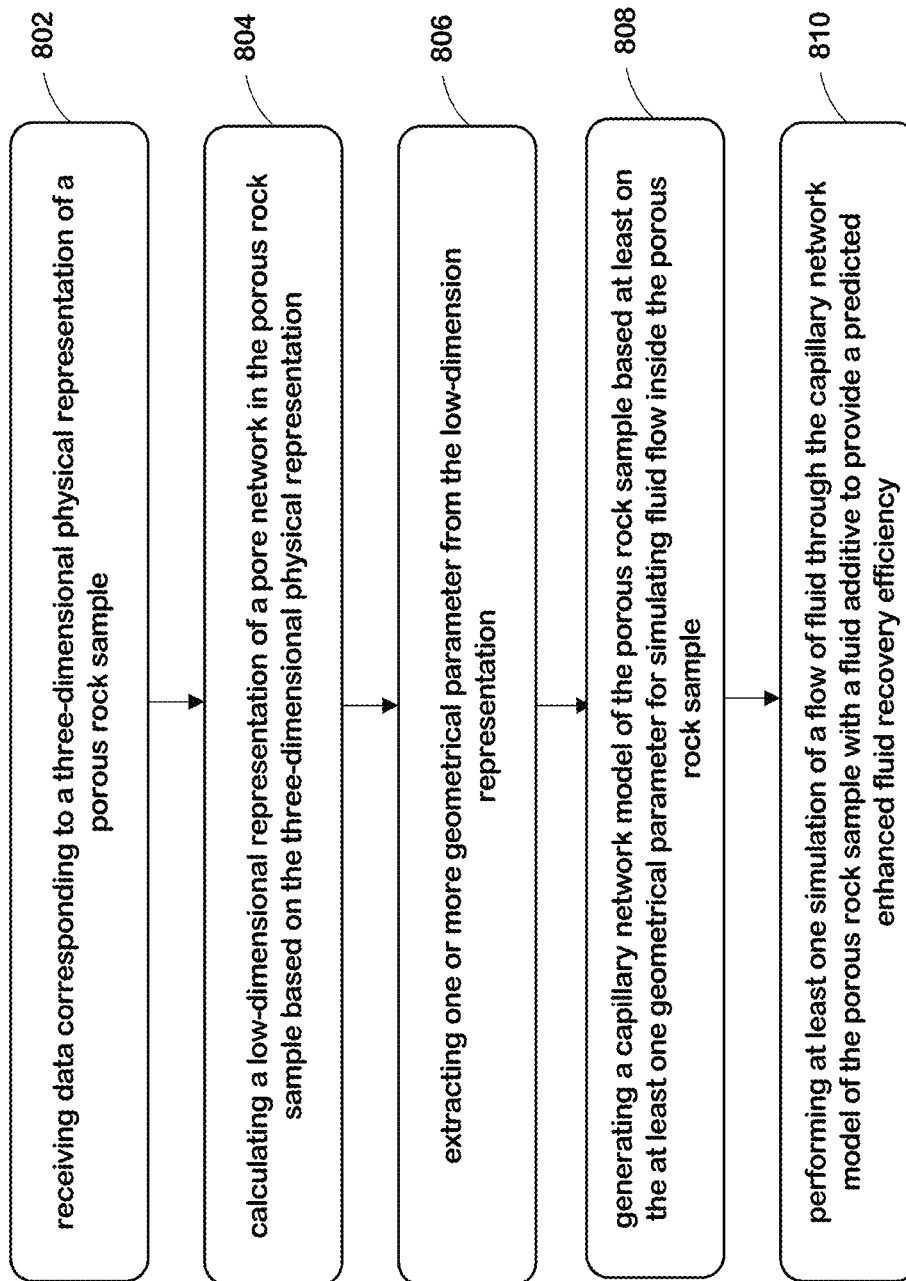 802
receiving data corresponding to a three-dimensional physical representation of a
porous rock sample
804
calculating a low-dimensional representation of a pore network in the porous rock
sample based on the three-dimensional physical representation
806
extracting one or more geometrical parameter from the low-dimension
representation
808
generating a capillary network model of the porous rock sample based at least on
the at least one geometrical parameter for simulating fluid flow inside the porous
rock sample
810
performing at least one simulation of a flow of fluid through the capillary network
model of the porous rock sample with a fluid additive to provide a predicted
enhanced fluid recovery efficiency